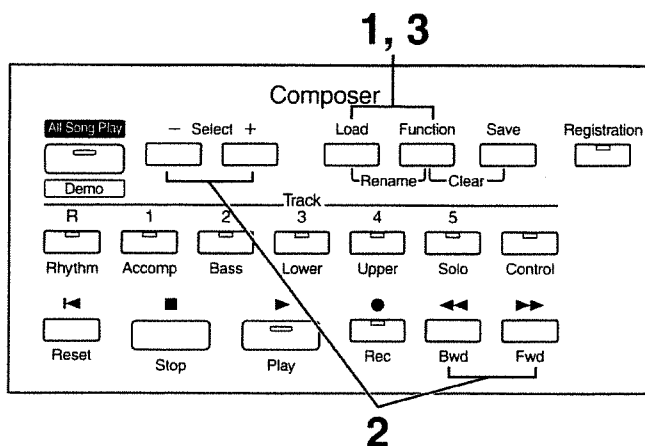 1, 3
Composer
All Song Play
− Select +
Load Function Save Registration
Demo
Rename Clear
Track
R 1 2 3 4 5
Rhythm Accomp Bass Lower Upper Solo Control
Reset Stop Play Rec Bwd Fwd
2